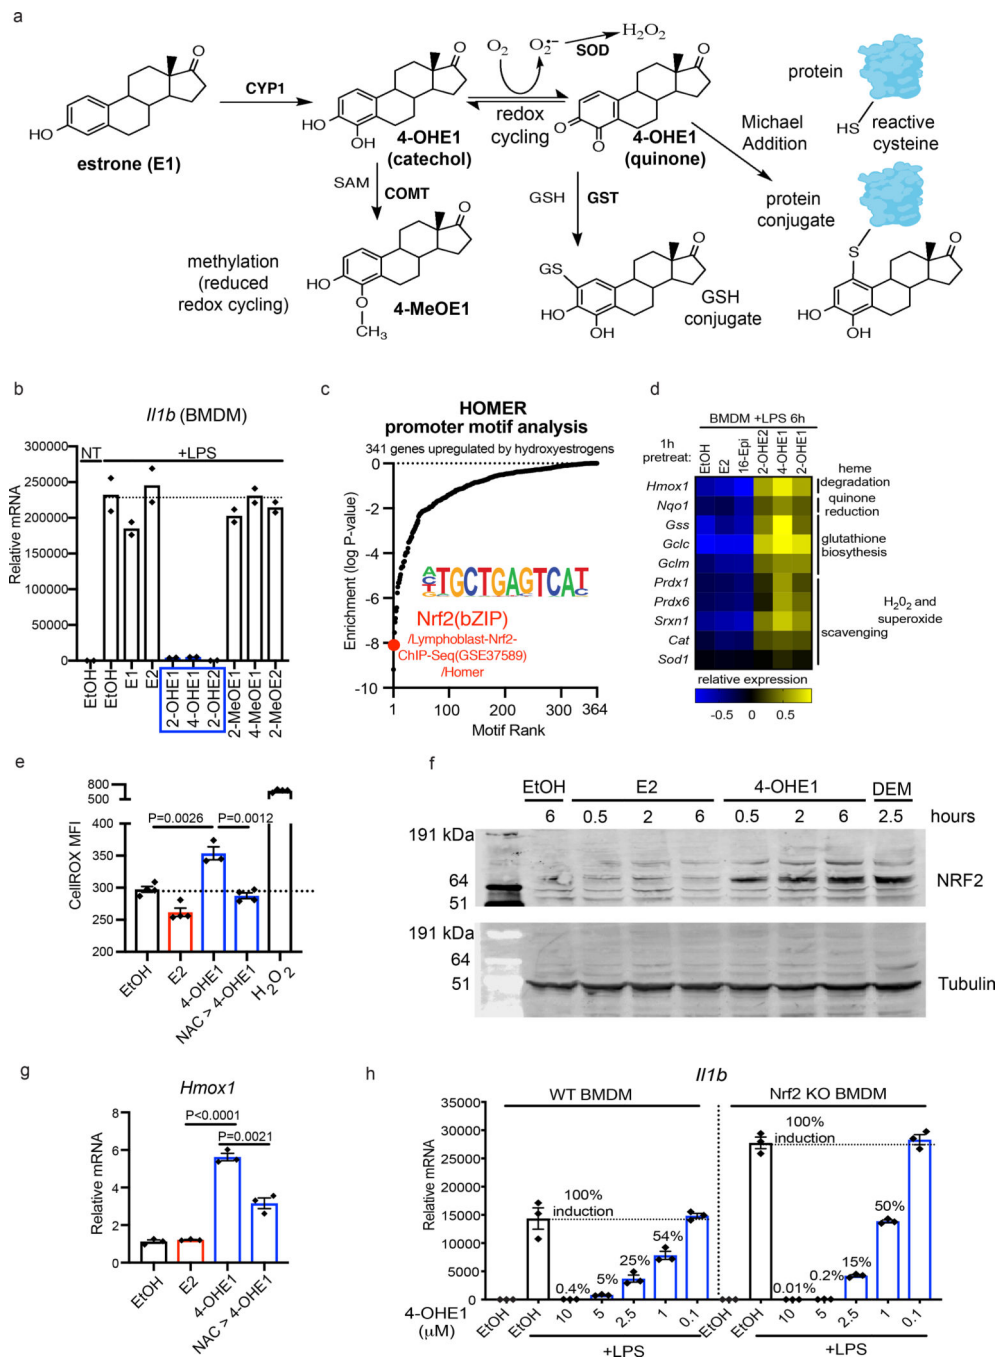 a
estrone (E1)
HO
O
CYP1
4-OHE1
(catechol)
HO
OH
O
O2
O2•−
SOD
H2O2
redox
cycling
4-OHE1
(quinone)
O
O
O
Michael
Addition
protein
HS
reactive
cysteine
SAM
COMT
GSH
GST
protein
conjugate
methylation
(reduced
redox cycling)
HO
O
CH3
O
4-MeOE1
GS
HO
OH
O
GSH
conjugate
S
HO
OH
O
b
Il1b (BMDM)
NT
+LPS
Relative mRNA
300000
250000
200000
150000
100000
50000
0
EtOH
EtOH
E1
E2
2-OHE1
4-OHE1
2-OHE2
2-MeOE1
4-MeOE1
2-MeOE2
c
HOMER
promoter motif analysis
341 genes upregulated by hydroxyestrogens
Enrichment (log P-value)
0
-2
-4
-6
-8
-10
TGCTGAGTCAT
Nrf2(bZIP)
/Lymphoblast-Nrf2-
ChIP-Seq(GSE37589)
/Homer
1
100
200
300
364
Motif Rank
d
BMDM +LPS 6h
1h
pretreat:
EtOH
E2
16-Epi
2-OHE2
4-OHE1
2-OHE1
Hmox1
Nqo1
Gss
Gclc
Gclm
Prdx1
Prdx6
Srxn1
Cat
Sod1
heme
degradation
quinone
reduction
glutathione
biosythesis
H2O2 and
superoxide
scavenging
relative expression
-0.5
0
0.5
e
CellROX MFI
800
500
400
350
300
250
200
P=0.0026
P=0.0012
EtOH
E2
4-OHE1
NAC > 4-OHE1
H2O2
f
EtOH
E2
4-OHE1
DEM
6
0.5
2
6
0.5
2
6
2.5
hours
191 kDa
64
51
NRF2
191 kDa
64
51
Tubulin
g
Hmox1
Relative mRNA
8
6
4
2
0
P<0.0001
P=0.0021
EtOH
E2
4-OHE1
NAC > 4-OHE1
h
Il1b
WT BMDM
Nrf2 KO BMDM
Relative mRNA
35000
30000
25000
20000
15000
10000
5000
0
100%
induction
0.4%
5%
25%
54%
100%
induction
0.01%
0.2%
15%
50%
4-OHE1
(μM)
EtOH
EtOH
10
5
2.5
1
0.1
EtOH
EtOH
10
5
2.5
1
0.1
+LPS
+LPS